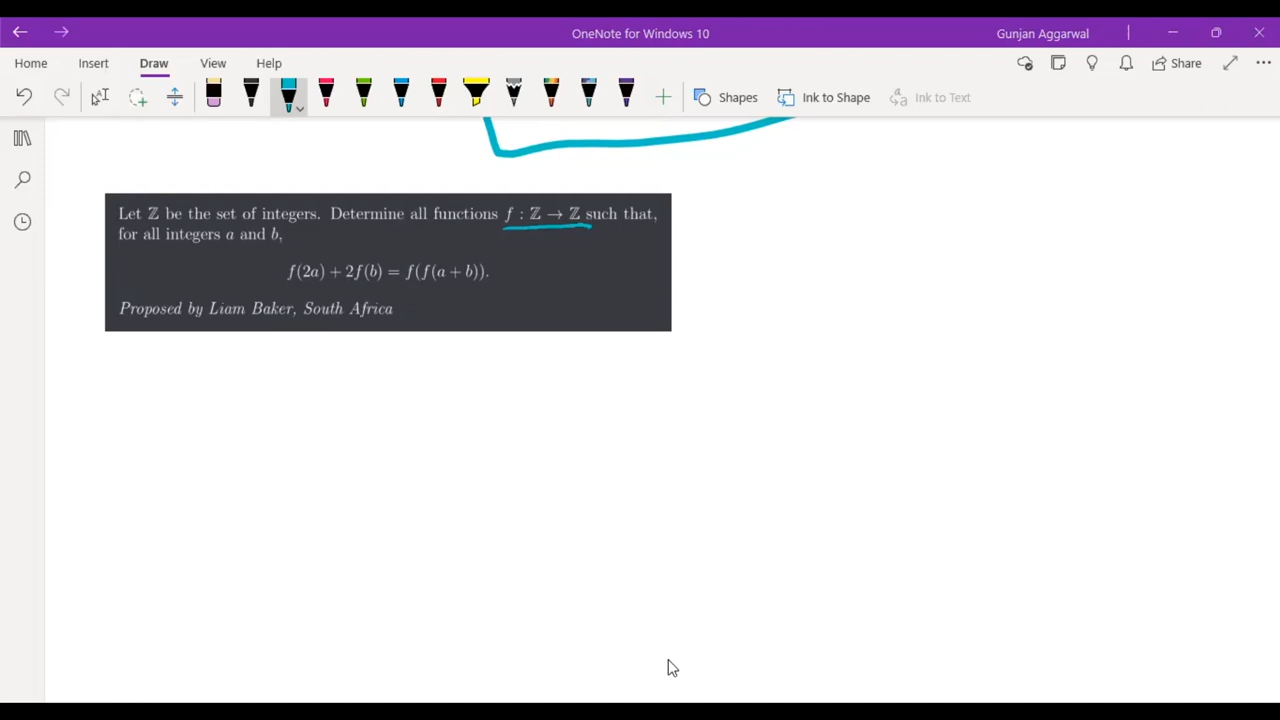 OneNote for Windows 10
Gunjan Aggarwal
Home Insert Draw View Help
Share
Shapes
Ink to Shape
Ink to Text
Let ℤ be the set of integers. Determine all functions f : ℤ → ℤ such that,
for all integers a and b,
f(2a) + 2f(b) = f(f(a + b)).
Proposed by Liam Baker, South Africa